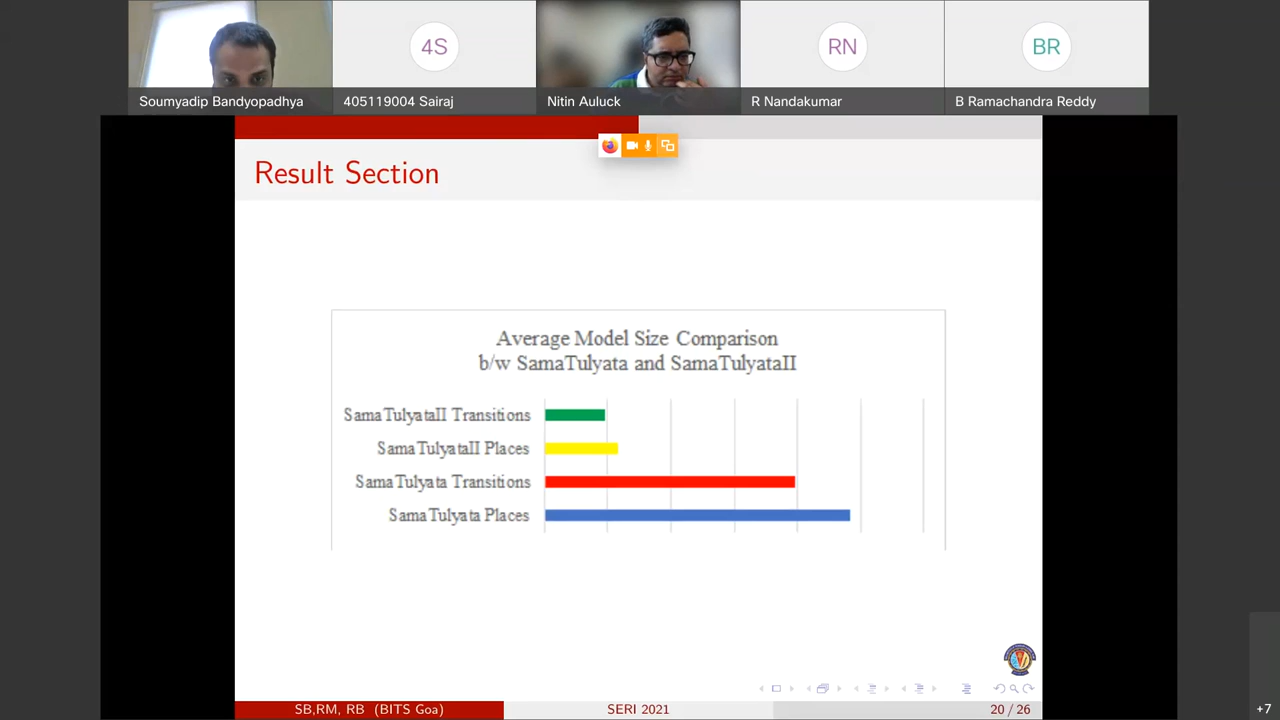 4S
RN
BR
Soumyadip Bandyopadhya
405119004 Sairaj
Nitin Auluck
R Nandakumar
B Ramachandra Reddy
Result Section
Average Model Size Comparison
b/w SamaTulyata and SamaTulyataII
SamaTulyataII Transitions
SamaTulyataII Places
SamaTulyata Transitions
SamaTulyata Places
SB,RM, RB (BITS Goa)
SERI 2021
20 / 26
+7